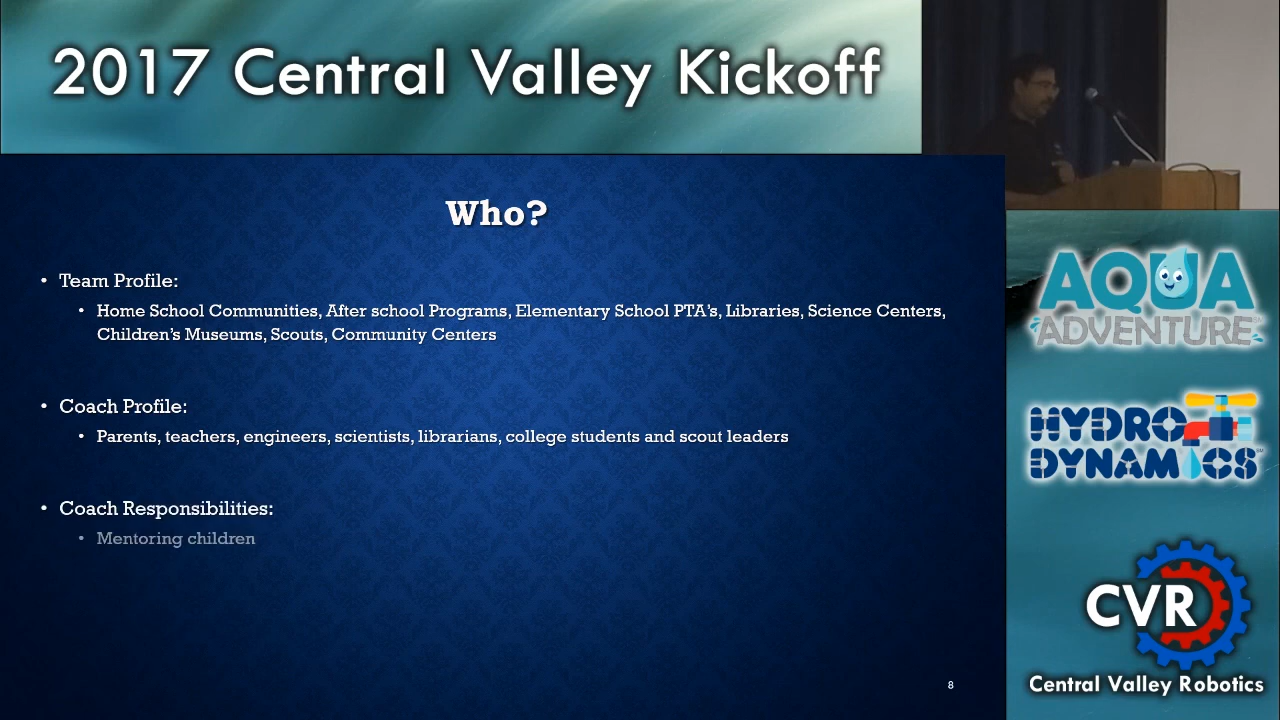 2017 Central Valley Kickoff
Who?
• Team Profile:
• Home School Communities, After school Programs, Elementary School PTA's, Libraries, Science Centers,
Children's Museums, Scouts, Community Centers
• Coach Profile:
• Parents, teachers, engineers, scientists, librarians, college students and scout leaders
• Coach Responsibilities:
• Mentoring children
8
AQUA
ADVENTURE
HYDRO
DYNAMICS
CVR
Central Valley Robotics